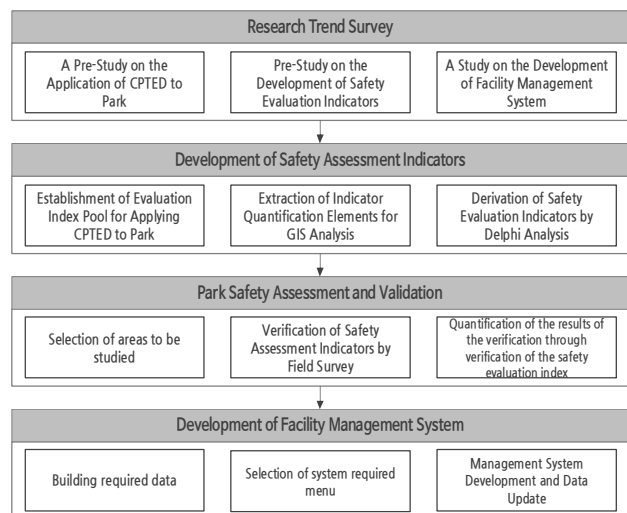 Research Trend Survey
A Pre-Study on the
Application of CPTED to
Park
Pre-Study on the
Development of Safety
Evaluation Indicators
A Study on the Development
of Facility Management
System
Development of Safety Assessment Indicators
Establishment of Evaluation
Index Pool for Applying
CPTED to Park
Extraction of Indicator
Quantification Elements for
GIS Analysis
Derivation of Safety
Evaluation Indicators by
Delphi Analysis
Park Safety Assessment and Validation
Selection of areas to be
studied
Verification of Safety
Assessment Indicators by
Field Survey
Quantification of the results of
the verification through
verification of the safety
evaluation index
Development of Facility Management System
Building required data
Selection of system required
menu
Management System
Development and Data
Update